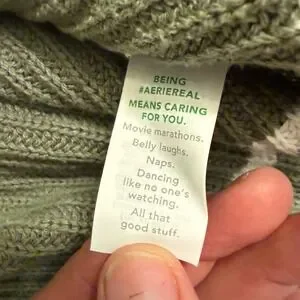 BEING
#AERIEREAL
MEANS CARING
FOR YOU.
Movie marathons.
Belly laughs.
Naps.
Dancing
like no one's
watching.
All that
good stuff.